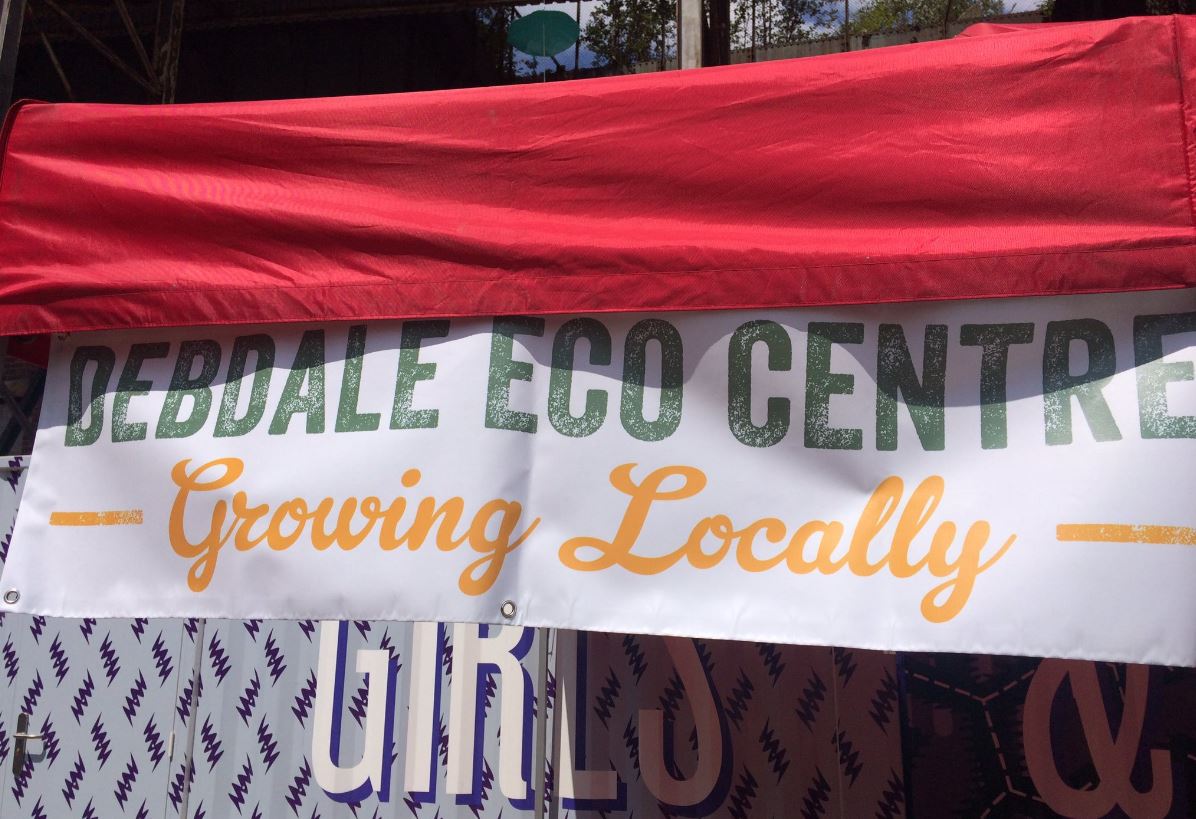 DEBDALE ECO CENTRE
Growing Locally
GIRLS &